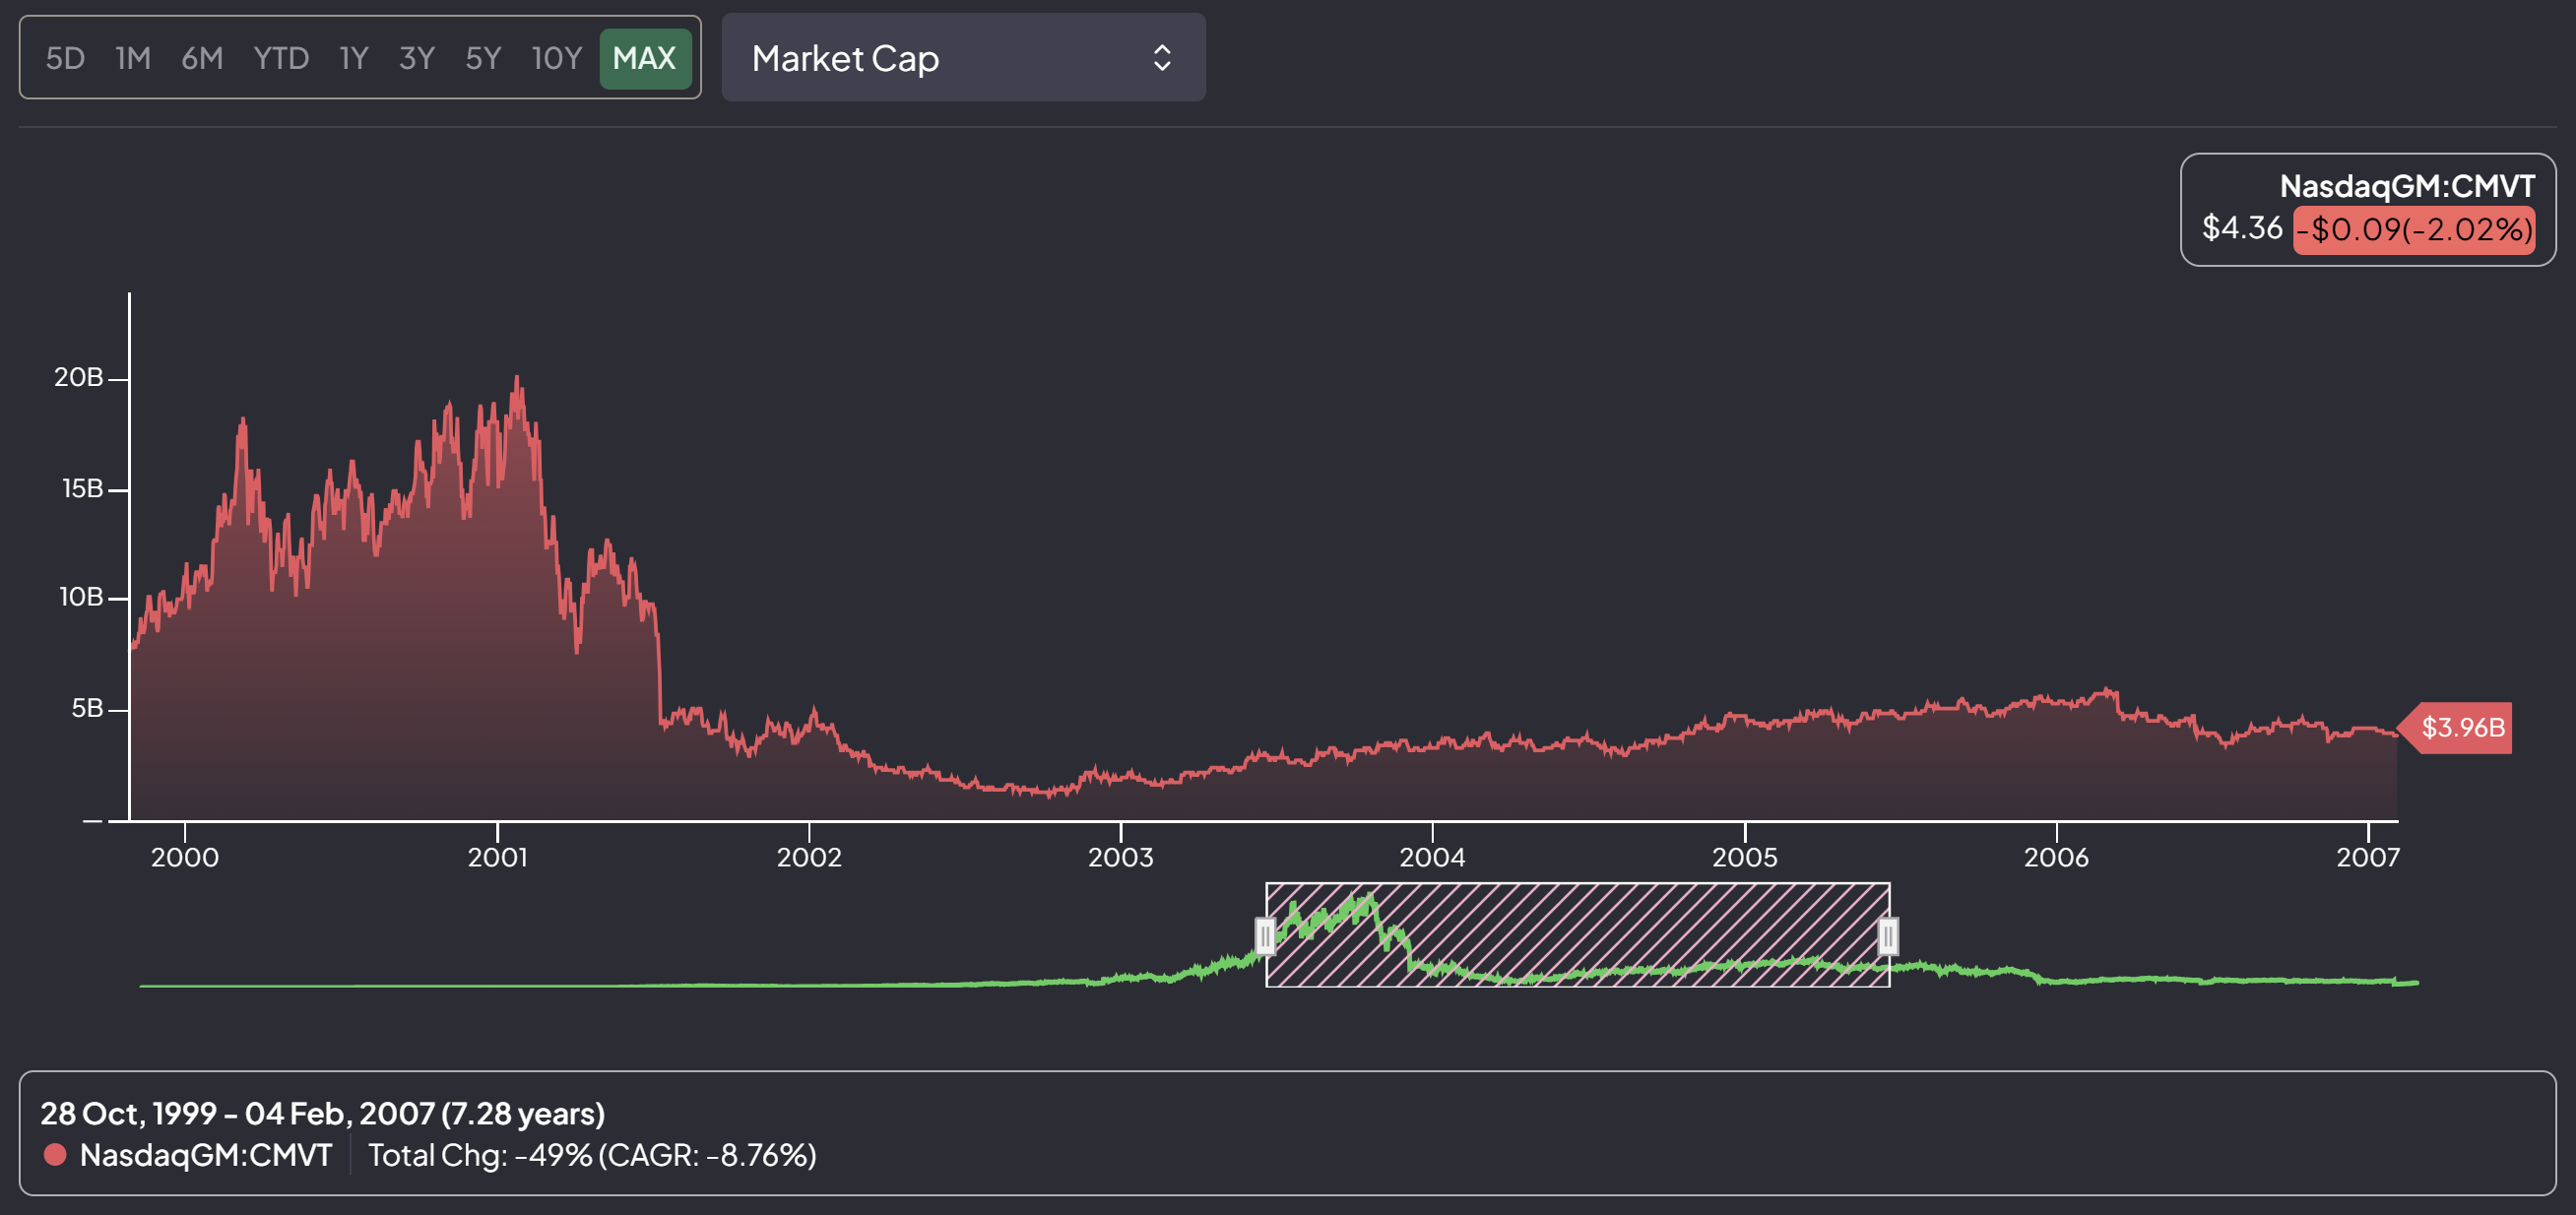 5D 1M 6M YTD 1Y 3Y 5Y 10Y MAX Market Cap
NasdaqGM:CMVT
$4.36 -$0.09(-2.02%)
20B
15B
10B
5B
$3.96B
—
2000 2001 2002 2003 2004 2005 2006 2007
28 Oct, 1999 - 04 Feb, 2007 (7.28 years)
NasdaqGM:CMVT Total Chg: -49% (CAGR: -8.76%)